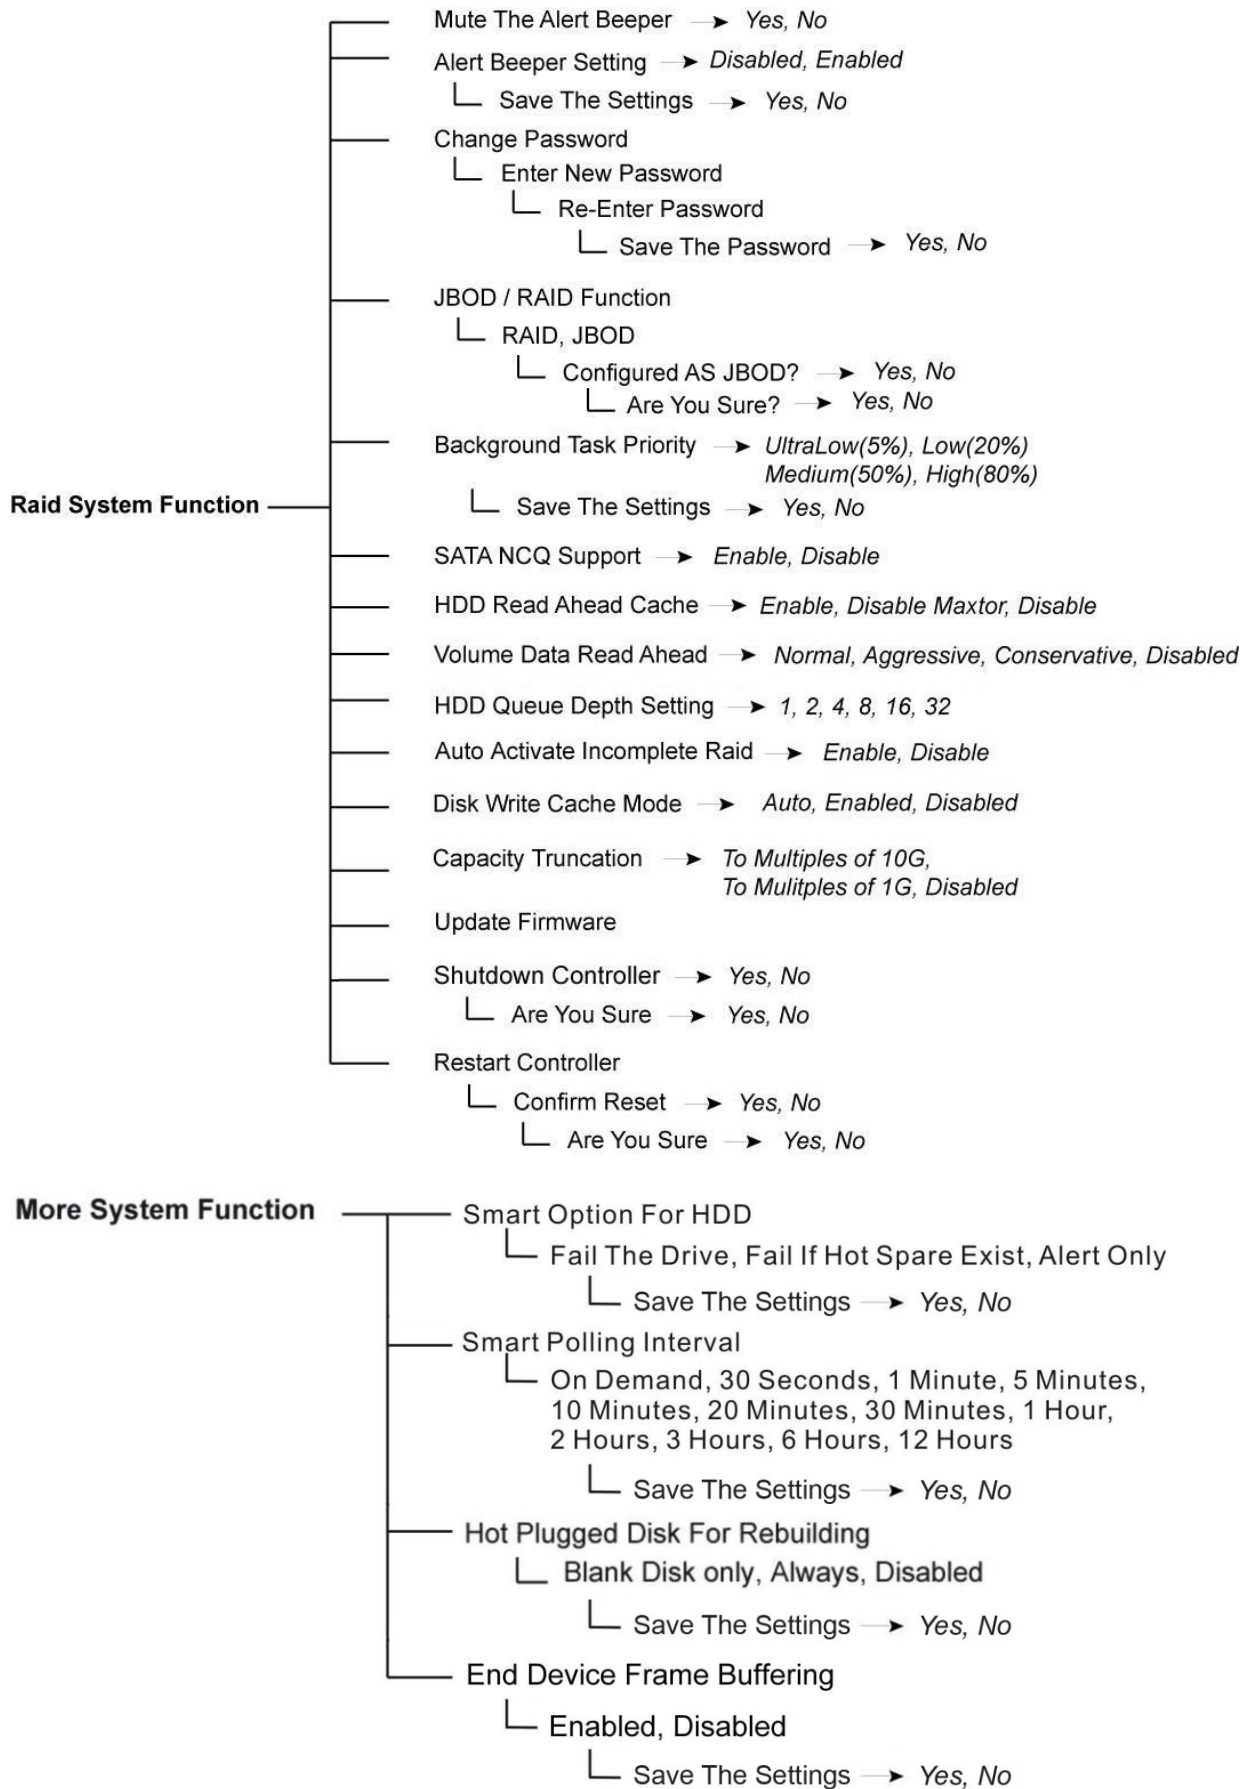 Mute The Alert Beeper Yes, No
Alert Beeper Setting Disabled, Enabled
Save The Settings Yes, No
Change Password
Enter New Password
Re-Enter Password
Save The Password Yes, No
JBOD / RAID Function
RAID, JBOD
Configured AS JBOD? Yes, No
Are You Sure? Yes, No
Background Task Priority UltraLow(5%), Low(20%)
Medium(50%), High(80%)
Raid System Function
Save The Settings Yes, No
SATA NCQ Support Enable, Disable
HDD Read Ahead Cache Enable, Disable Maxtor, Disable
Volume Data Read Ahead Normal, Aggressive, Conservative, Disabled
HDD Queue Depth Setting 1, 2, 4, 8, 16, 32
Auto Activate Incomplete Raid Enable, Disable
Disk Write Cache Mode Auto, Enabled, Disabled
Capacity Truncation To Multiples of 10G,
To Mulitples of 1G, Disabled
Update Firmware
Shutdown Controller Yes, No
Are You Sure Yes, No
Restart Controller
Confirm Reset Yes, No
Are You Sure Yes, No
More System Function
Smart Option For HDD
Fail The Drive, Fail If Hot Spare Exist, Alert Only
Save The Settings Yes, No
Smart Polling Interval
On Demand, 30 Seconds, 1 Minute, 5 Minutes,
10 Minutes, 20 Minutes, 30 Minutes, 1 Hour,
2 Hours, 3 Hours, 6 Hours, 12 Hours
Save The Settings Yes, No
Hot Plugged Disk For Rebuilding
Blank Disk only, Always, Disabled
Save The Settings Yes, No
End Device Frame Buffering
Enabled, Disabled
Save The Settings Yes, No